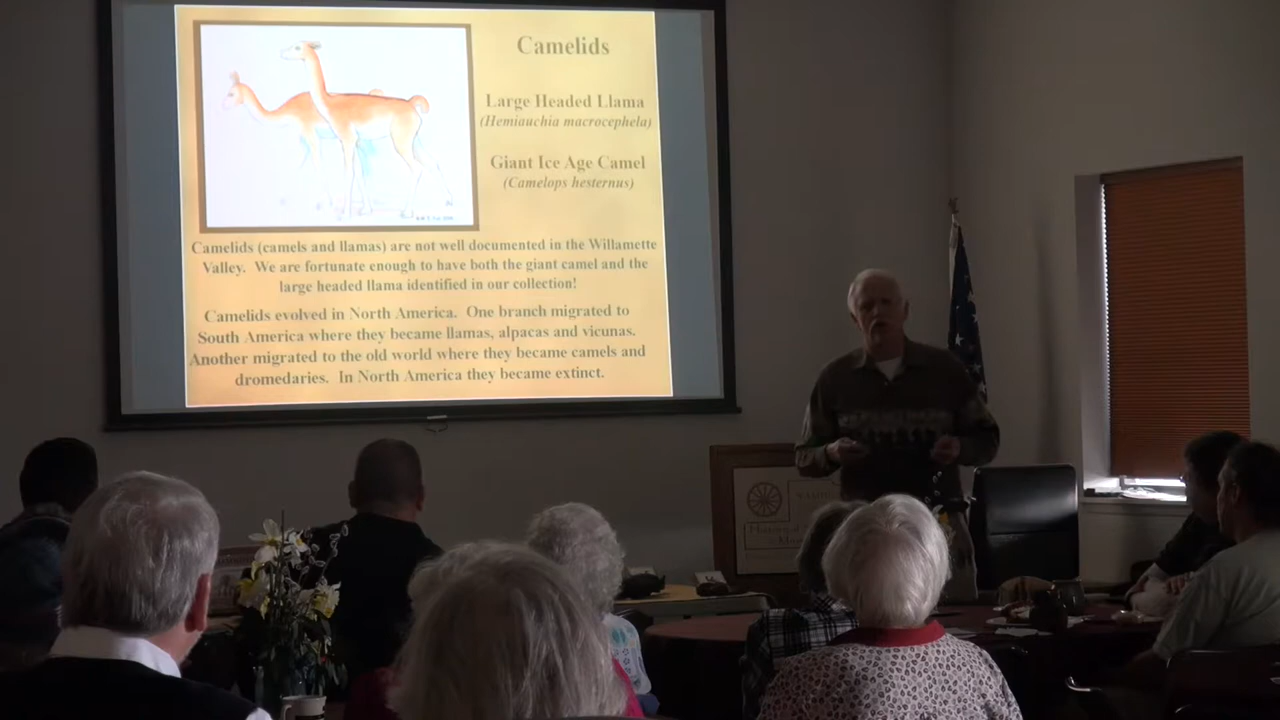 Camelids
Large Headed Llama
(Hemiauchia macrocephela)
Giant Ice Age Camel
(Camelops hesternus)
Camelids (camels and llamas) are not well documented in the Willamette
Valley. We are fortunate enough to have both the giant camel and the
large headed llama identified in our collection!
Camelids evolved in North America. One branch migrated to
South America where they became llamas, alpacas and vicunas.
Another migrated to the old world where they became camels and
dromedaries. In North America they became extinct.